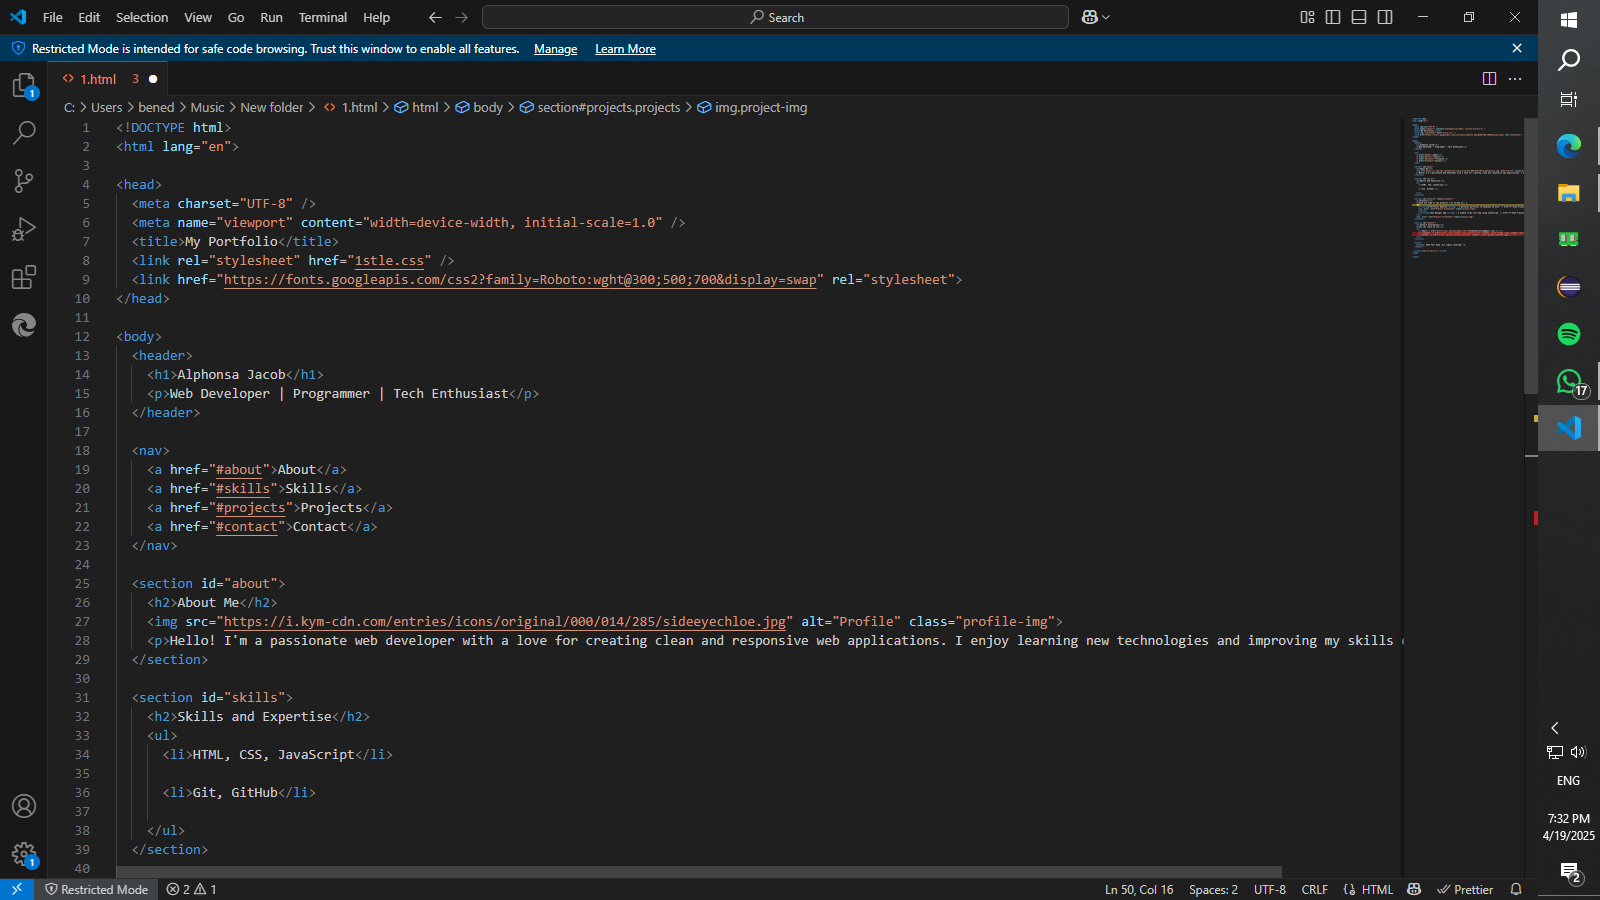 File Edit Selection View Go Run Terminal Help Search
Restricted Mode is intended for safe code browsing. Trust this window to enable all features. Manage Learn More
1.html 3
C: > Users > bened > Music > New folder > 1.html > html > body > section#projects.projects > img.project-img
1 <!DOCTYPE html>
2 <html lang="en">
3
4 <head>
5 <meta charset="UTF-8" />
6 <meta name="viewport" content="width=device-width, initial-scale=1.0" />
7 <title>My Portfolio</title>
8 <link rel="stylesheet" href="1stle.css" />
9 <link href="https://fonts.googleapis.com/css2?family=Roboto:wght@300;500;700&display=swap" rel="stylesheet">
10 </head>
11
12 <body>
13 <header>
14 <h1>Alphonsa Jacob</h1>
15 <p>Web Developer | Programmer | Tech Enthusiast</p>
16 </header>
17
18 <nav>
19 <a href="#about">About</a>
20 <a href="#skills">Skills</a>
21 <a href="#projects">Projects</a>
22 <a href="#contact">Contact</a>
23 </nav>
24
25 <section id="about">
26 <h2>About Me</h2>
27 <img src="https://i.kym-cdn.com/entries/icons/original/000/014/285/sideeyechloe.jpg" alt="Profile" class="profile-img">
28 <p>Hello! I'm a passionate web developer with a love for creating clean and responsive web applications. I enjoy learning new technologies and improving my skills
29 </section>
30
31 <section id="skills">
32 <h2>Skills and Expertise</h2>
33 <ul>
34 <li>HTML, CSS, JavaScript</li>
35
36 <li>Git, GitHub</li>
37
38 </ul>
39 </section>
40
Restricted Mode 2 1 Ln 50, Col 16 Spaces: 2 UTF-8 CRLF HTML Prettier
1
1
17
ENG
7:32 PM
4/19/2025
2